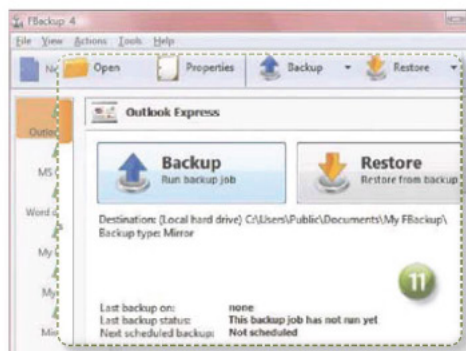 FBackup 4
File View Actions Tools Help
Ne Open Properties Backup Restore
Outlook Express
Outloo
Backup
Run backup job
Restore
Restore from backup
MS
Word d
s
My
My
Mis
Destination: (Local hard drive) C:\Users\Public\Documents\My FBackup\
Backup type: Mirror
11
Last backup on: none
Last backup status: This backup job has not run yet
Next scheduled backup: Not scheduled